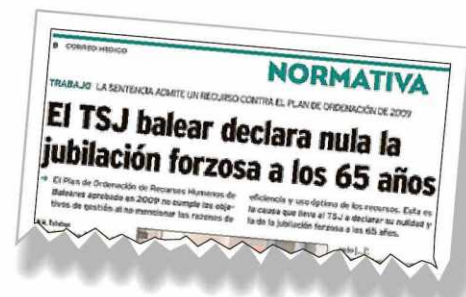 8 CORREO MÉDICO
NORMATIVA
TRABAJO LA SENTENCIA ADMITE UN RECURSO CONTRA EL PLAN DE ORDENACIÓN DE 2009
El TSJ balear declara nula la
jubilación forzosa a los 65 años
→ El Plan de Ordenación de Recursos Humanos de
Baleares aprobado en 2009 no cumple los obje-
tivos de gestión al no mencionar las razones de
eficiencia y uso óptimo de los recursos. Esta es
la causa que lleva al TSJ a declarar su nulidad y
la de la jubilación forzosa a los 65 años.